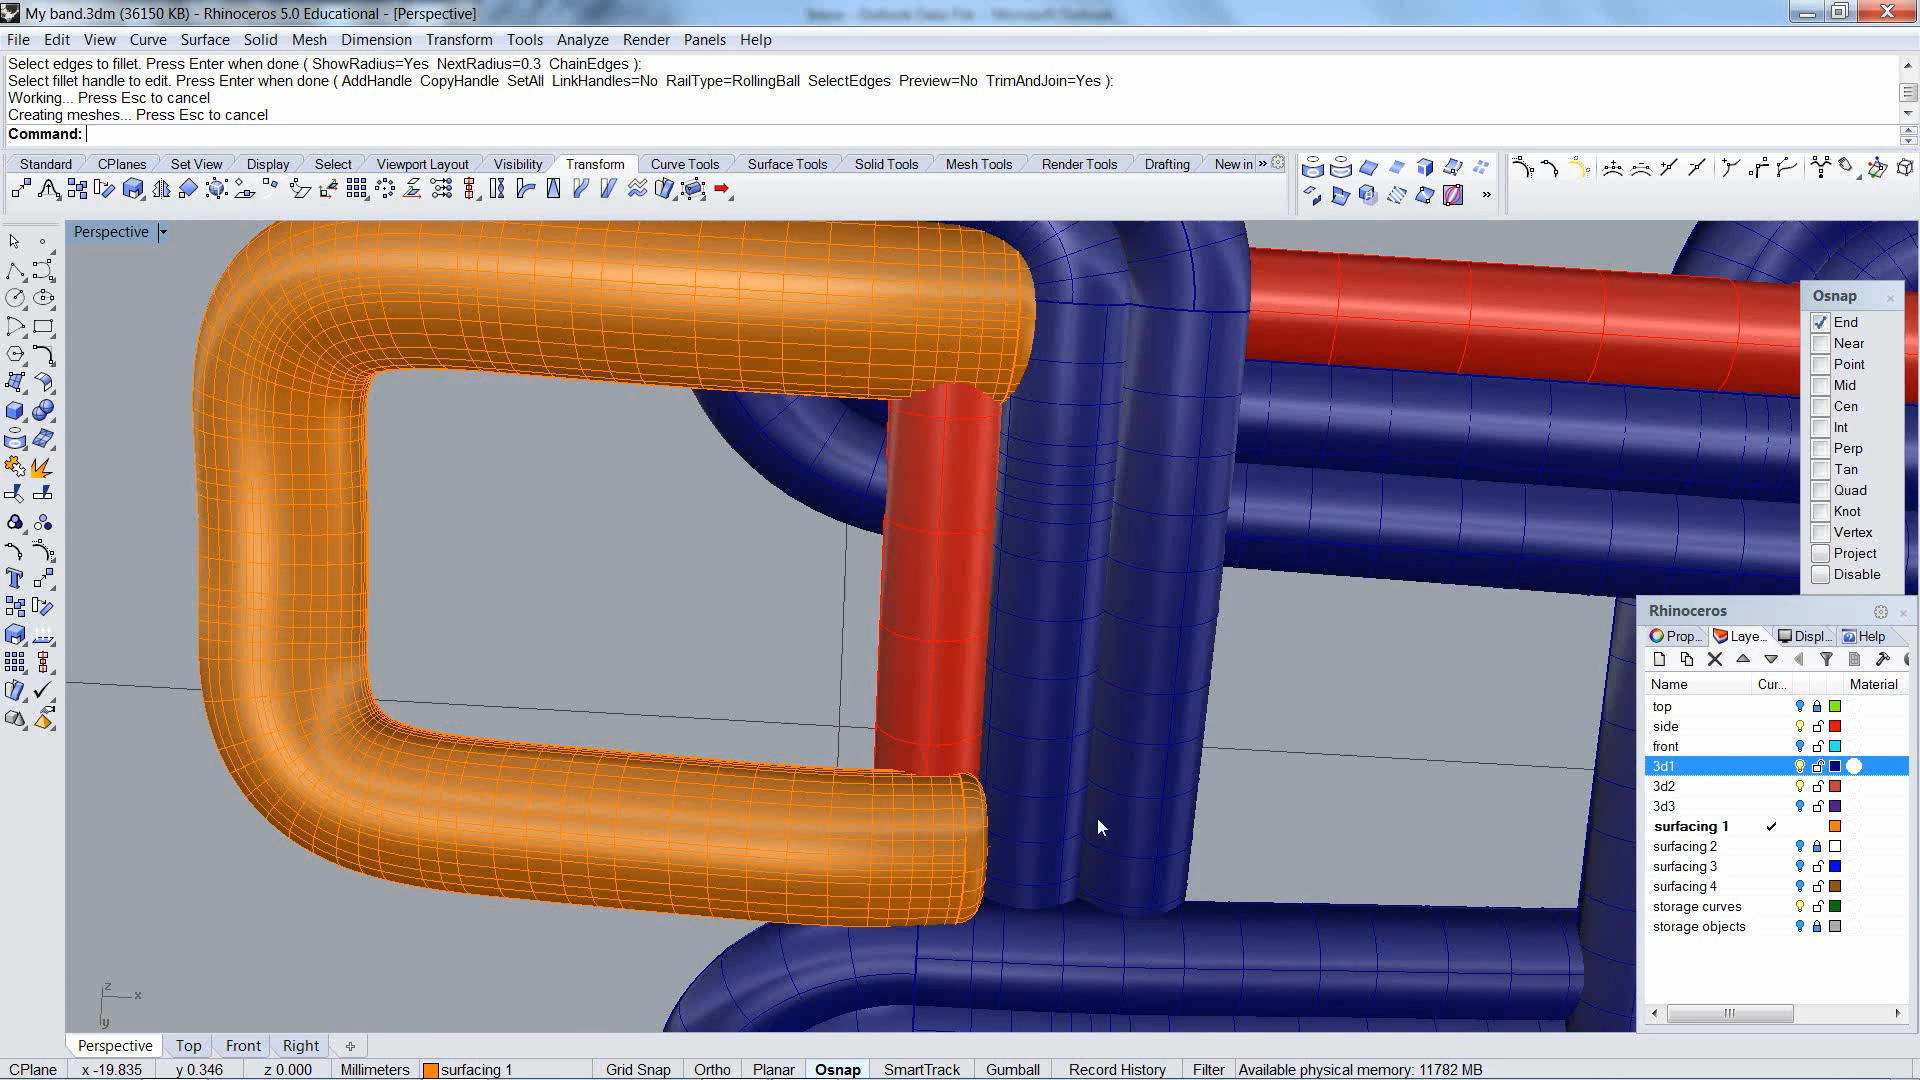 My band.3dm (36150 KB) - Rhinoceros 5.0 Educational - [Perspective]
File Edit View Curve Surface Solid Mesh Dimension Transform Tools Analyze Render Panels Help
Select edges to fillet. Press Enter when done ( ShowRadius=Yes NextRadius=0.3 ChainEdges ):
Select fillet handle to edit. Press Enter when done ( AddHandle CopyHandle SetAll LinkHandles=No RailType=RollingBall SelectEdges Preview=No TrimAndJoin=Yes ):
Working... Press Esc to cancel
Creating meshes... Press Esc to cancel
Command:
Standard CPlanes Set View Display Select Viewport Layout Visibility Transform Curve Tools Surface Tools Solid Tools Mesh Tools Render Tools Drafting New in »
Perspective
Osnap
End
Near
Point
Mid
Cen
Int
Perp
Tan
Quad
Knot
Vertex
Project
Disable
Rhinoceros
Prop... Laye... Displ... Help
Name Cur... Material
top
side
front
3d1
3d2
3d3
surfacing 1
surfacing 2
surfacing 3
surfacing 4
storage curves
storage objects
z
x
y
Perspective Top Front Right
CPlane x -19.835 y 0.346 z 0.000 Millimeters surfacing 1 Grid Snap Ortho Planar Osnap SmartTrack Gumball Record History Filter Available physical memory: 11782 MB